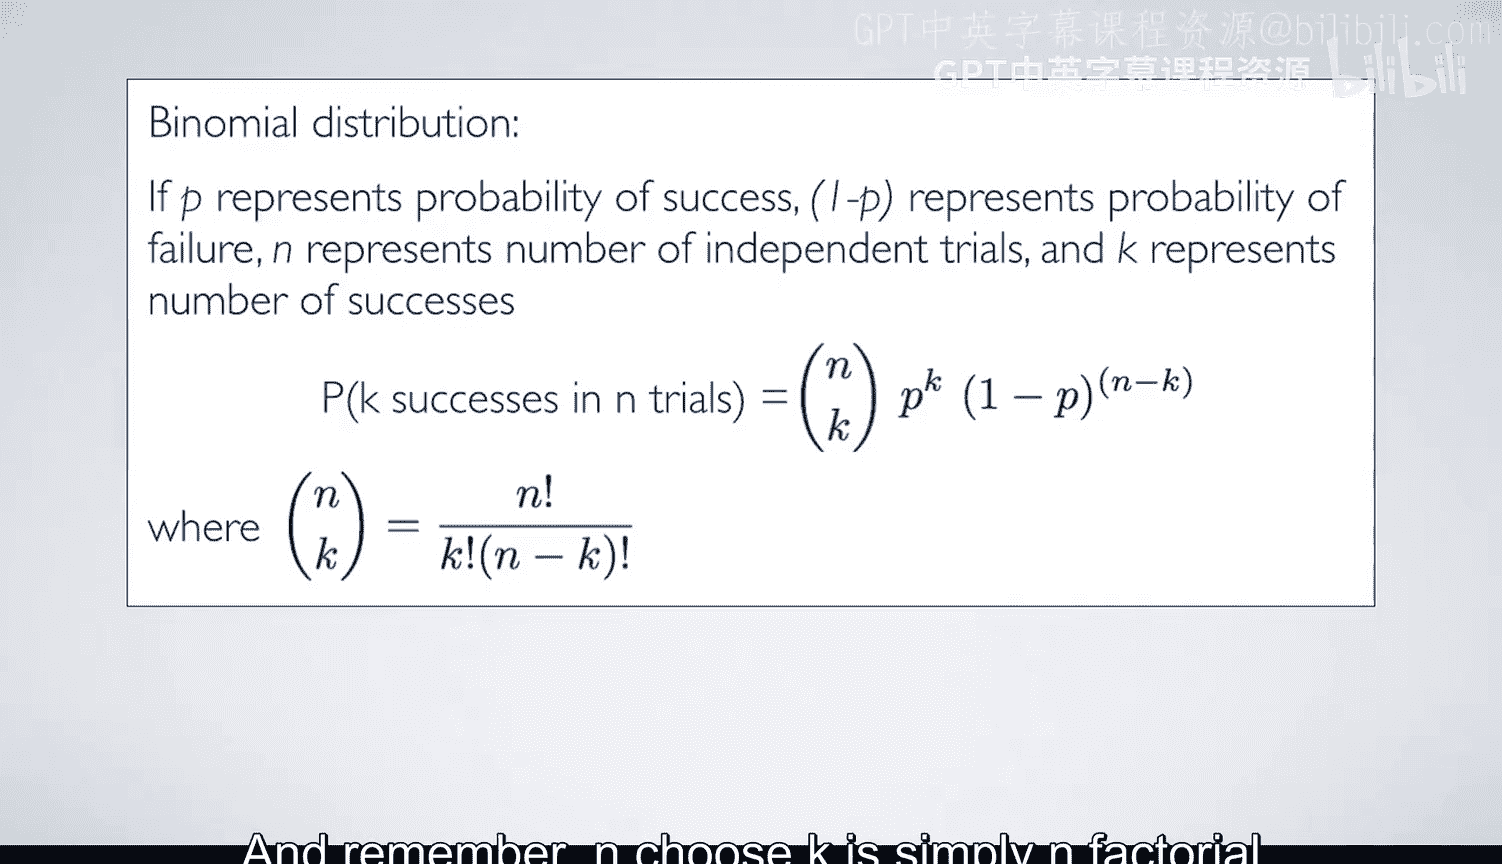 GPT中英字幕课程资源@bilibili.com
GPT中英字幕课程资源 bilibili
Binomial distribution:
If p represents probability of success, (1-p) represents probability of
failure, n represents number of independent trials, and k represents
number of successes
P(k successes in n trials) = (n k) p^k (1 − p)^(n−k)
where (n k) = n! / k!(n − k)!
And remember, n choose k is simply n factorial